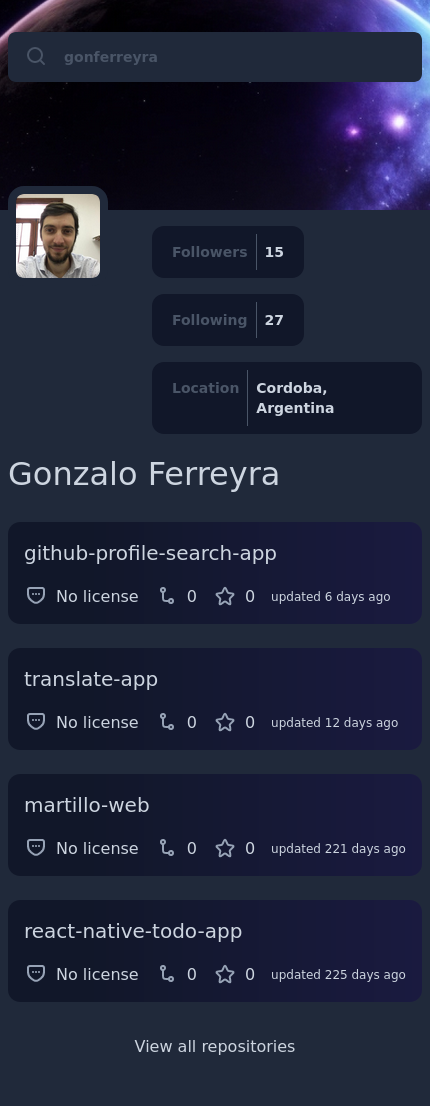 gonferreyra
Followers 15
Following 27
Location Cordoba,
Argentina
Gonzalo Ferreyra
github-profile-search-app
No license 0 0 updated 6 days ago
translate-app
No license 0 0 updated 12 days ago
martillo-web
No license 0 0 updated 221 days ago
react-native-todo-app
No license 0 0 updated 225 days ago
View all repositories